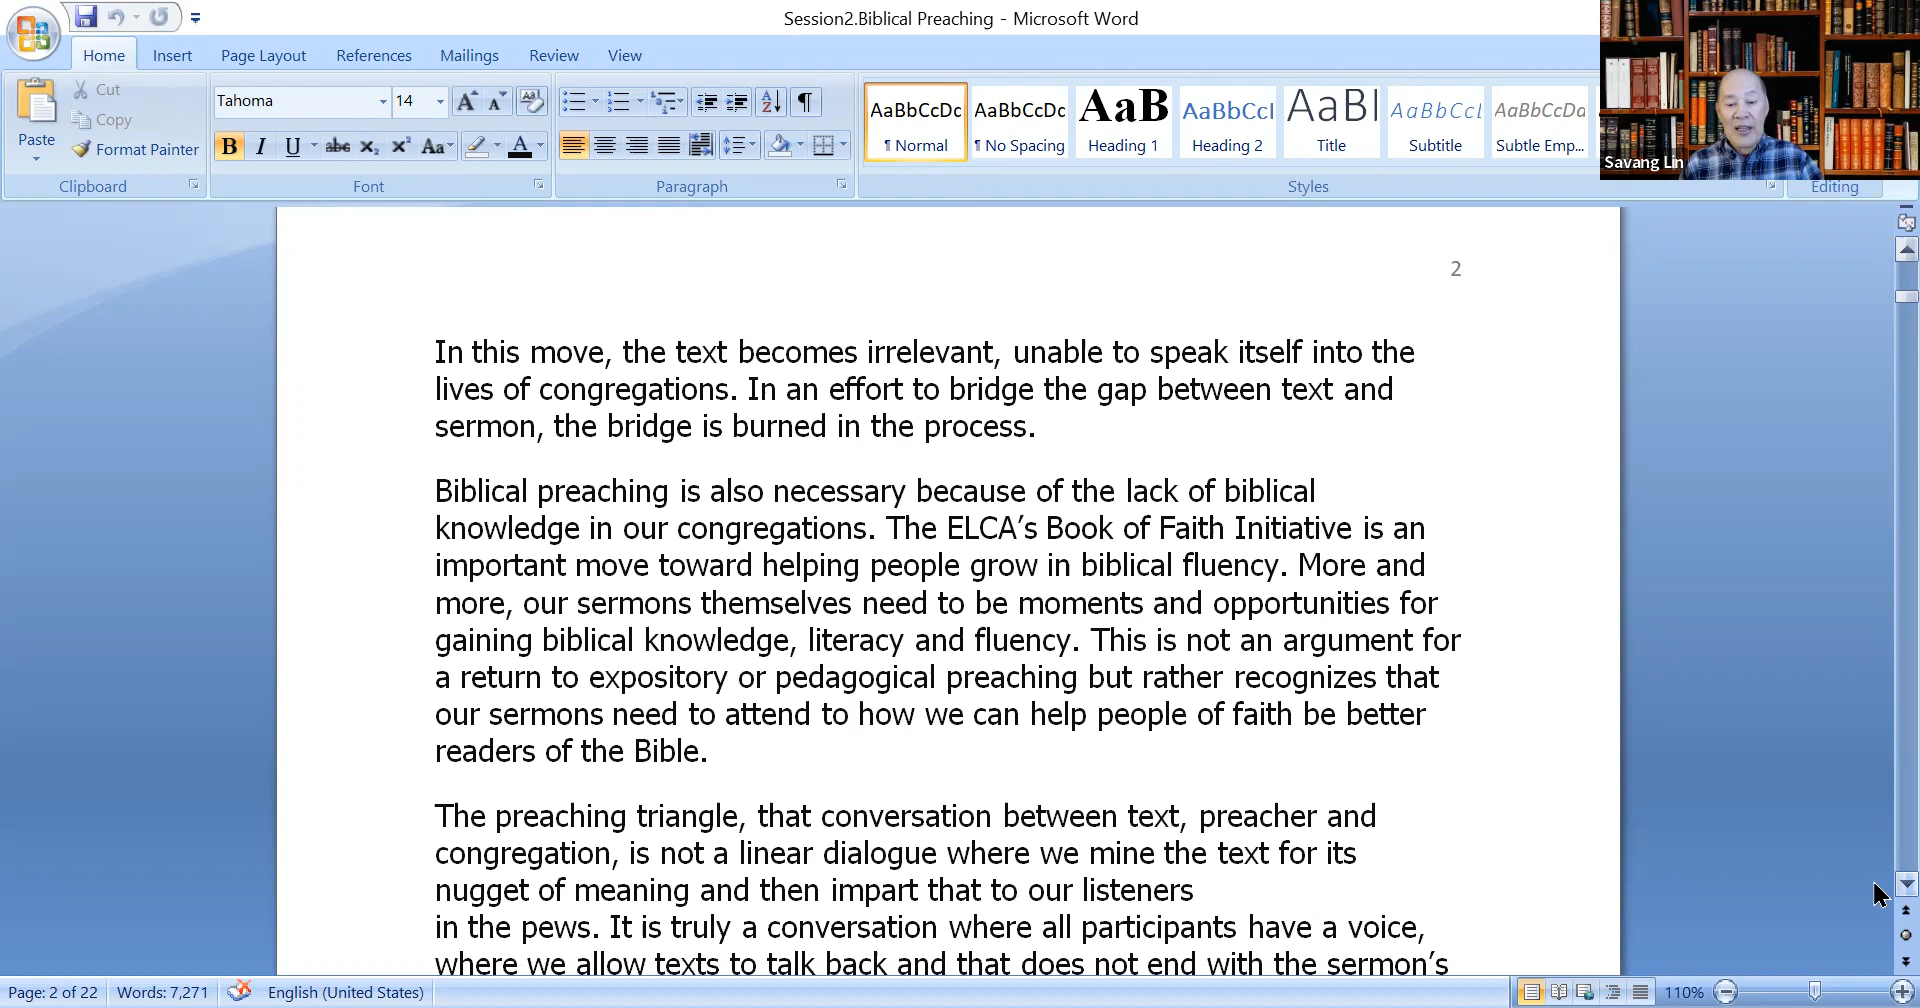 Session2.Biblical Preaching - Microsoft Word
Home Insert Page Layout References Mailings Review View
Paste
Cut
Copy
Format Painter
Clipboard
Tahoma 14
Font
Paragraph
AaBbCcDc AaBbCcDc AaB AaBbCcI AaBI AaBbCcL AaBbCcDa
¶ Normal ¶ No Spacing Heading 1 Heading 2 Title Subtitle Subtle Emp...
Styles
Editing
Savang Lin
2
In this move, the text becomes irrelevant, unable to speak itself into the
lives of congregations. In an effort to bridge the gap between text and
sermon, the bridge is burned in the process.
Biblical preaching is also necessary because of the lack of biblical
knowledge in our congregations. The ELCA’s Book of Faith Initiative is an
important move toward helping people grow in biblical fluency. More and
more, our sermons themselves need to be moments and opportunities for
gaining biblical knowledge, literacy and fluency. This is not an argument for
a return to expository or pedagogical preaching but rather recognizes that
our sermons need to attend to how we can help people of faith be better
readers of the Bible.
The preaching triangle, that conversation between text, preacher and
congregation, is not a linear dialogue where we mine the text for its
nugget of meaning and then impart that to our listeners
in the pews. It is truly a conversation where all participants have a voice,
where we allow texts to talk back and that does not end with the sermon’s
Page: 2 of 22 Words: 7,271 English (United States) 110%